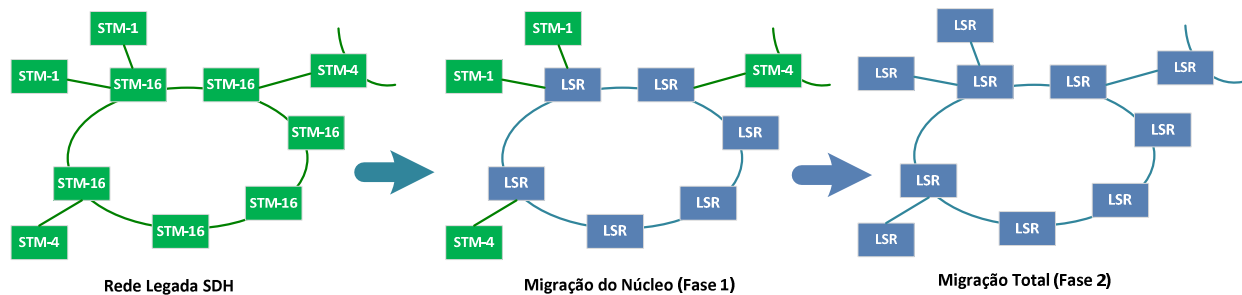 STM-1
STM-1
STM-16
STM-16
STM-4
STM-16
STM-16
STM-16
STM-16
STM-4
Rede Legada SDH
STM-1
STM-1
LSR
LSR
STM-4
LSR
LSR
LSR
LSR
STM-4
Migração do Núcleo (Fase 1)
LSR
LSR
LSR
LSR
LSR
LSR
LSR
LSR
LSR
LSR
Migração Total (Fase 2)